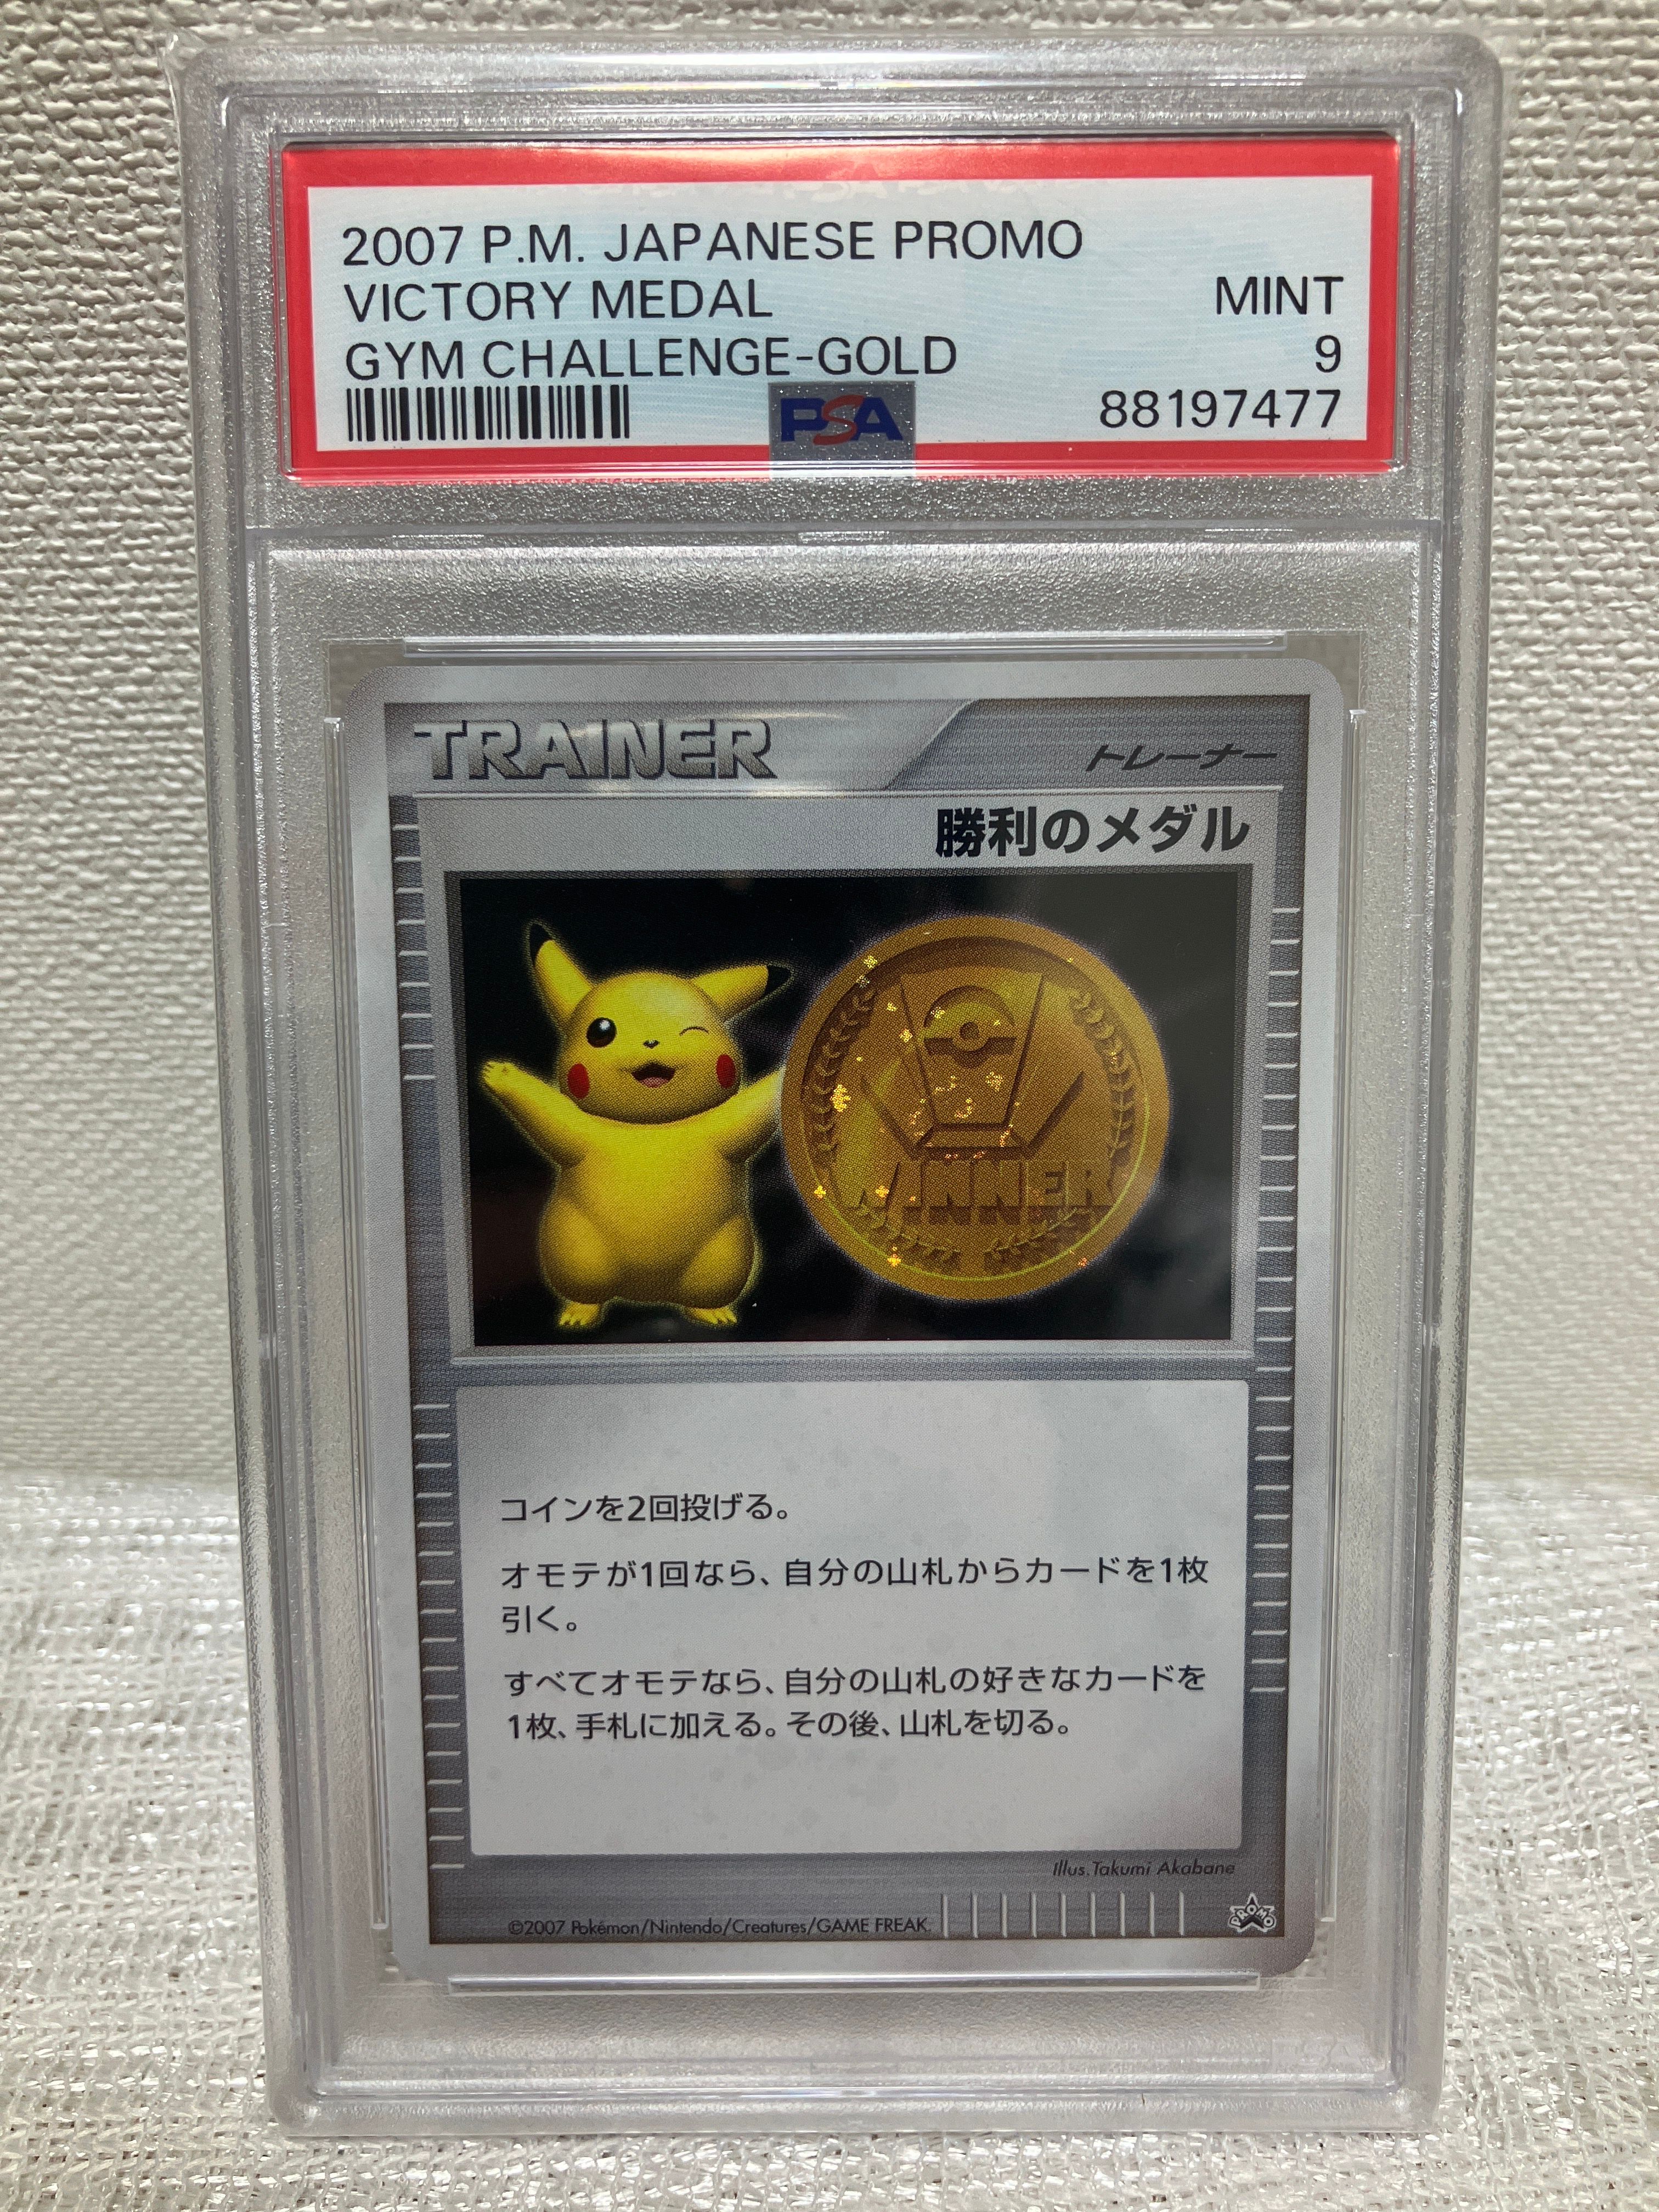 2007 P.M. JAPANESE PROMO
VICTORY MEDAL MINT
GYM CHALLENGE-GOLD 9
PSA 88197477
TRAINER トレーナー
勝利のメダル
WINNER
コインを2回投げる。
オモテが1回なら、自分の山札からカードを1枚
引く。
すべてオモテなら、自分の山札の好きなカードを
1枚、手札に加える。その後、山札を切る。
Illus.Takumi Akabane
©2007 Pokémon/Nintendo/Creatures/GAME FREAK.
PROMO